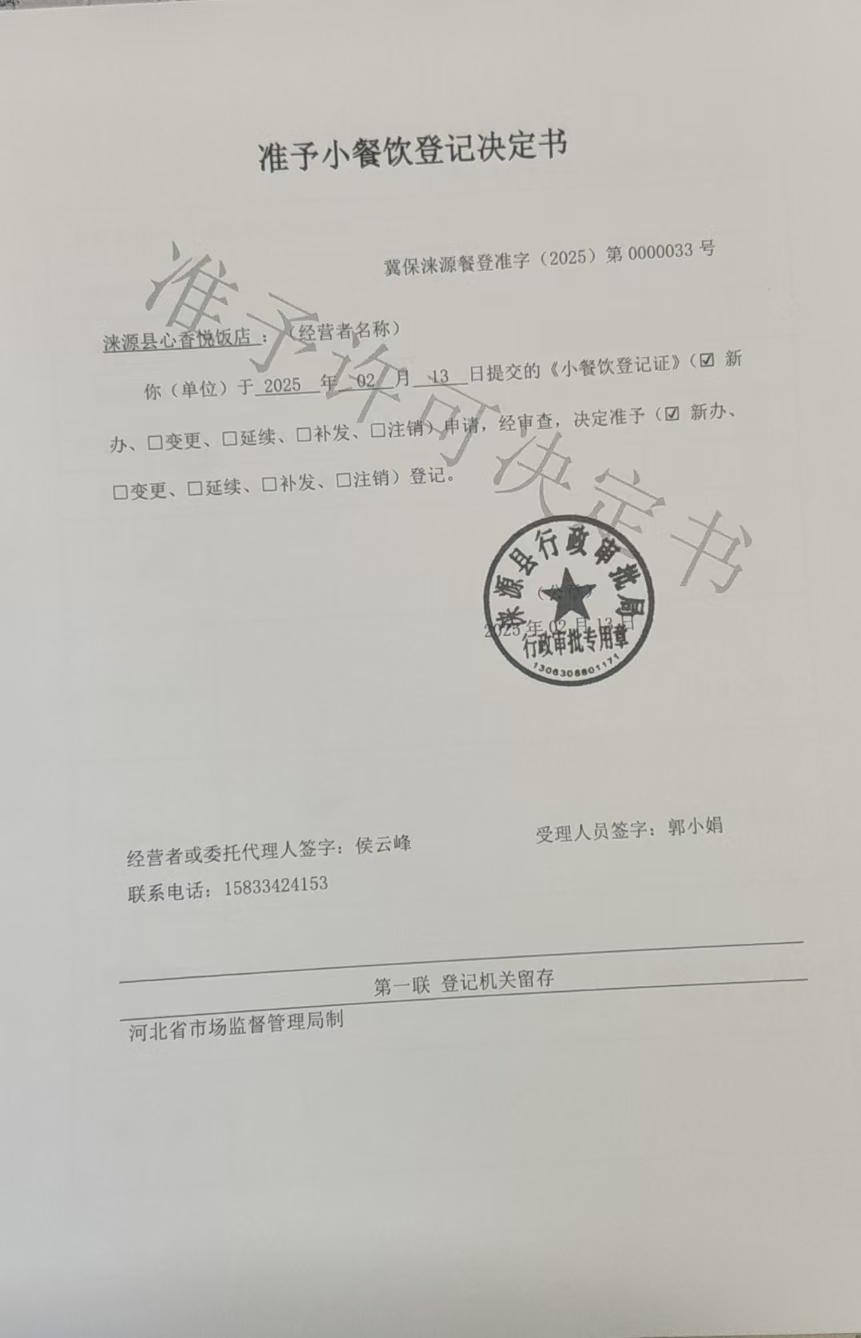 准予小餐饮登记决定书
冀保涞源餐登准字（2025）第 0000033 号
涞源县心香悦饭店 ：（经营者名称）
你（单位）于 2025 年 02 月 13 日提交的《小餐饮登记证》（☑ 新
办、□变更、□延续、□补发、□注销）申请，经审查，决定准予（☑ 新办、
□变更、□延续、□补发、□注销）登记。
准予许可决定书
涞源县行政审批局
2025 年 02 月 13 日
行政审批专用章
经营者或委托代理人签字：侯云峰
受理人员签字：郭小娟
联系电话：15833424153
第一联 登记机关留存
河北省市场监督管理局制